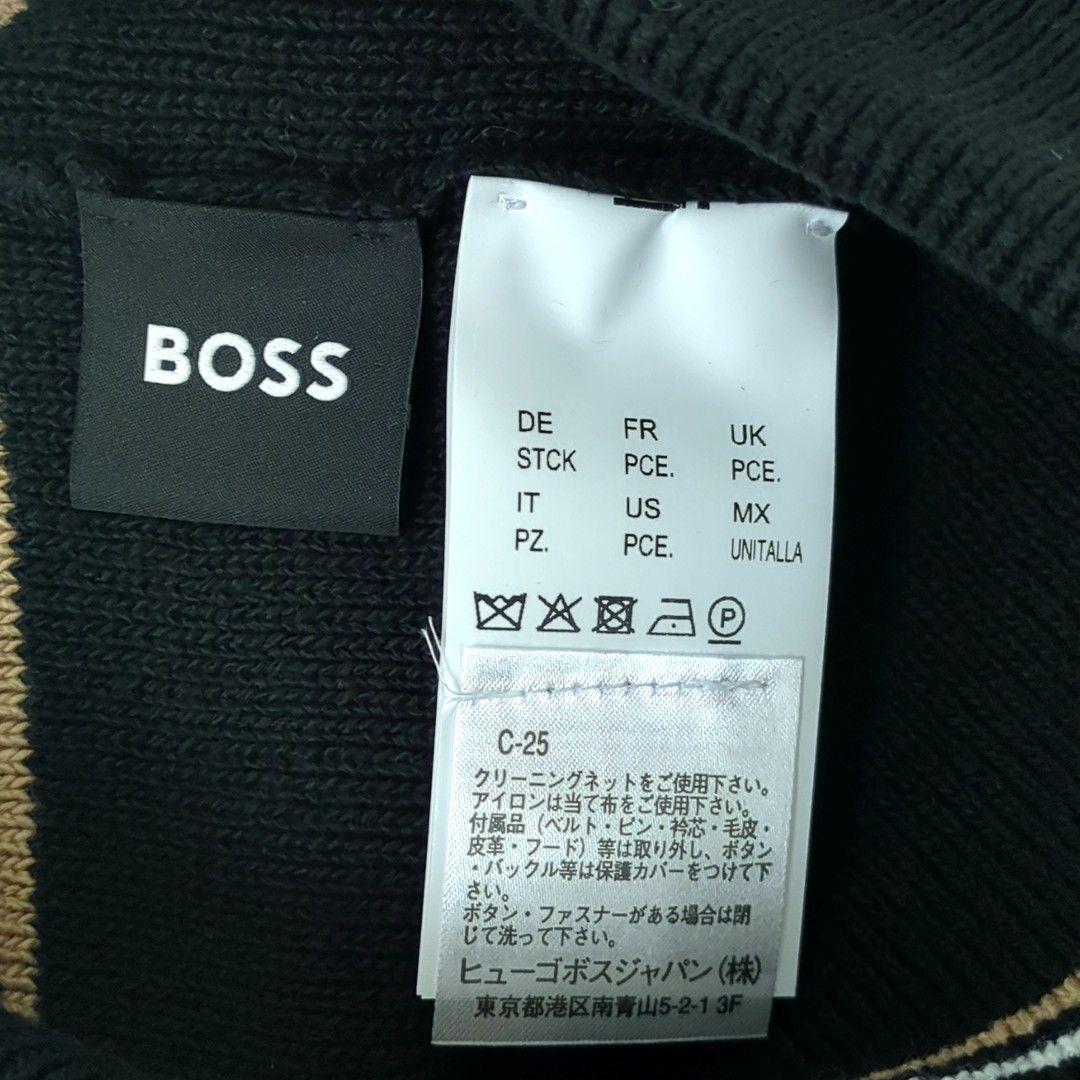 BOSS
DE FR UK
STCK PCE. PCE.
IT US MX
PZ. PCE. UNITALLA
P
C-25
クリーニングネットをご使用下さい。
アイロンは当て布をご使用下さい。
付属品（ベルト・ピン・衿芯・毛皮・
皮革・フード）等は取り外し、ボタン
・バックル等は保護カバーをつけて下
さい。
ボタン・ファスナーがある場合は閉
じて洗って下さい。
ヒューゴボスジャパン(株)
東京都港区南青山5-2-1 3F